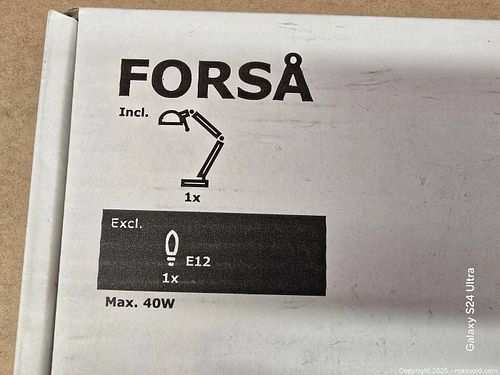 FORSÅ
Incl.
1x
Excl.
E12
1x
Max. 40W
Galaxy S24 Ultra
Copyright 2025 - maxsold.com